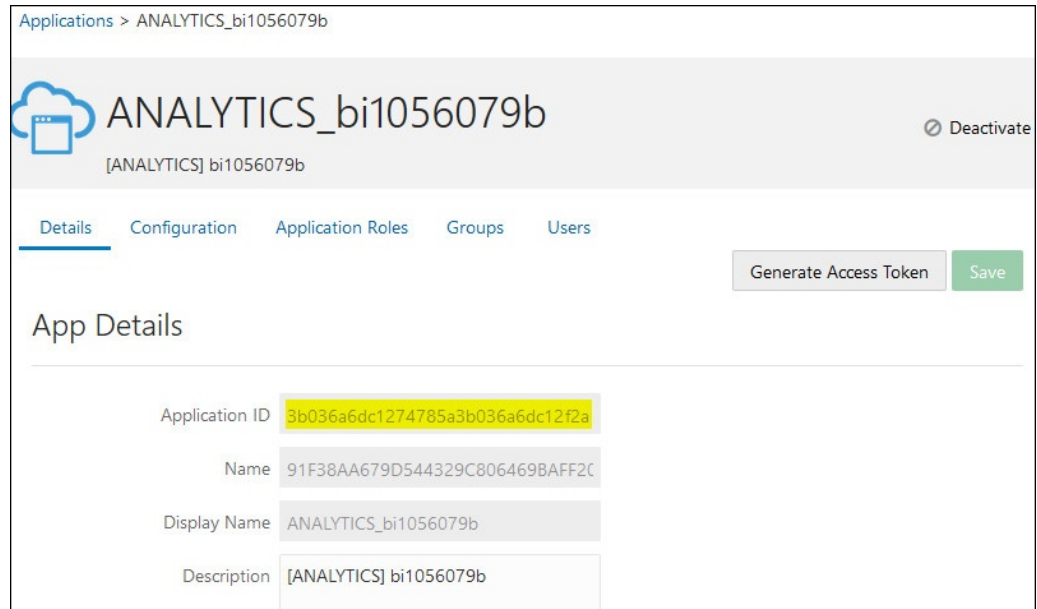 Applications > ANALYTICS_bi1056079b
ANALYTICS_bi1056079b
Deactivate
[ANALYTICS] bi1056079b
Details Configuration Application Roles Groups Users
Generate Access Token Save
App Details
Application ID 3b036a6dc1274785a3b036a6dc12f2a
Name 91F38AA679D544329C806469BAFF20
Display Name ANALYTICS_bi1056079b
Description [ANALYTICS] bi1056079b